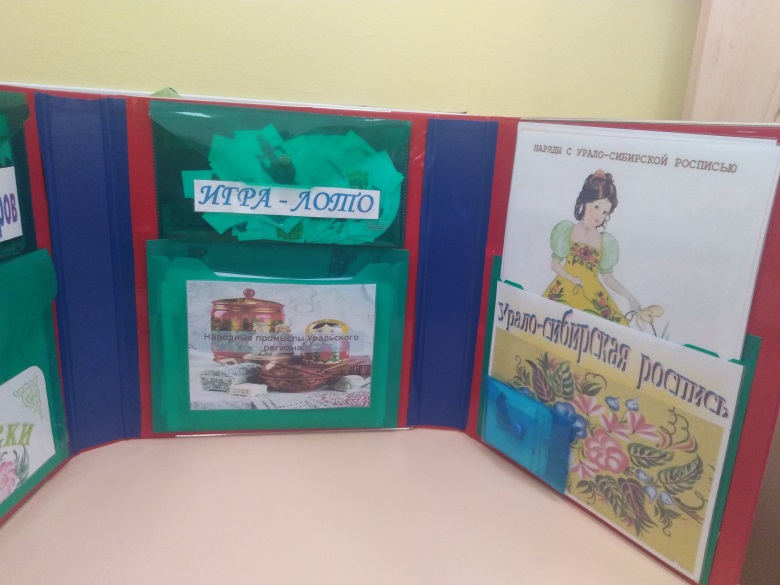 ИГРА - ЛОТО
Народные промыслы Уральского
региона
НАРЯДЫ С УРАЛО-СИБИРСКОЙ РОСПИСЬЮ
Урало-сибирская роспись